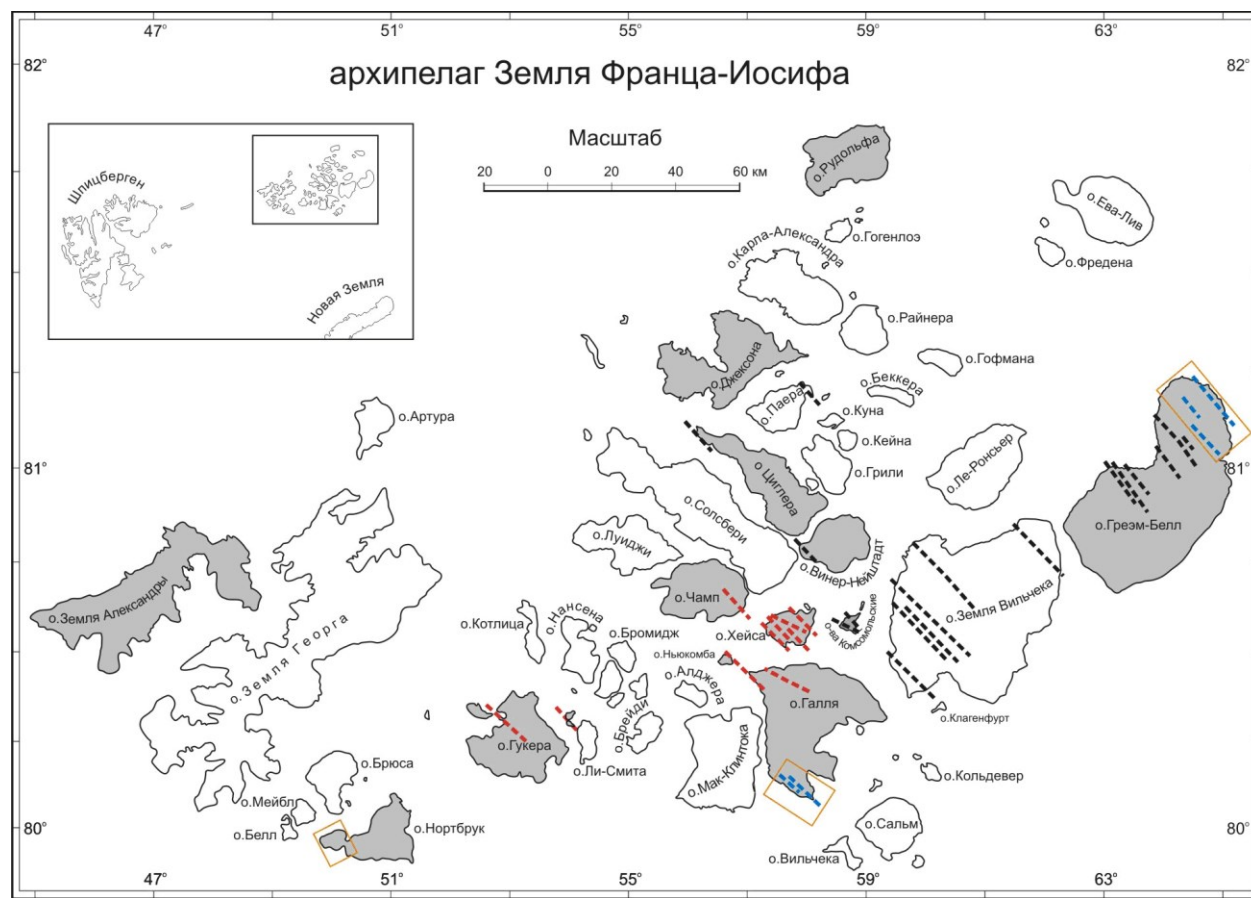 47° 51° 55° 59° 63°
82° 82°
архипелаг Земля Франца-Иосифа
Масштаб
20 0 20 40 60 км
Шпицберген
Новая Земля
о.Рудольфа
о.Ева-Лив
о.Гогенлоэ
о.Фредена
о.Карла-Александра
о.Райнера
о.Гофмана
о.Джексона
о.Беккера
о.Паера
о.Куна
о.Артура
о.Кейна
81° 81°
о.Грили
о.Ле-Ронсьер
о.Циглера
о.Солсбери
о.Грэм-Белл
о.Луиджи
о.Винер-Нейштадт
о.Земля Александры
о.Чамп
о.Земля Вильчека
о.Хейса
о-ва Комсомольские
о.Котлица
о.Нансена
о.Бромидж
о.Земля Георга
о.Ньюкомба
о.Алджера
о.Галля
о.Клагенфурт
о.Брейди
о.Гукера
о.Ли-Смита
о.Мак-Клинтока
о.Брюса
о.Кольдевер
о.Мейбл
о.Белл
о.Нортбрук
о.Сальм
80° 80°
о.Вильчека
47° 51° 55° 59° 63°